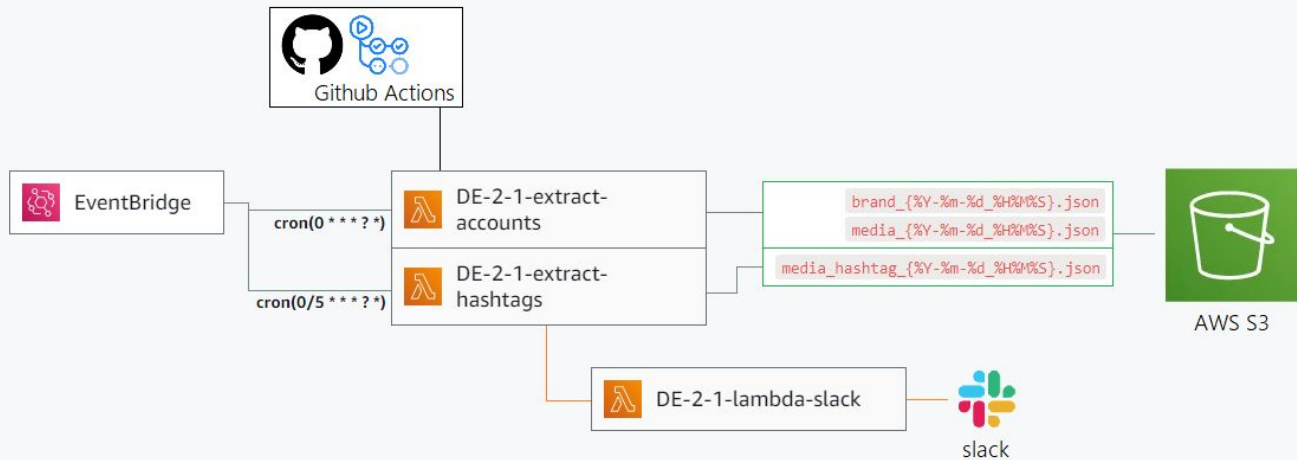 Github Actions
EventBridge
cron(0 * * * ? *)
cron(0/5 * * * ? *)
DE-2-1-extract-
accounts
DE-2-1-extract-
hashtags
brand_{%Y-%m-%d_%H%M%S}.json
media_{%Y-%m-%d_%H%M%S}.json
media_hashtag_{%Y-%m-%d_%H%M%S}.json
AWS S3
DE-2-1-lambda-slack
slack